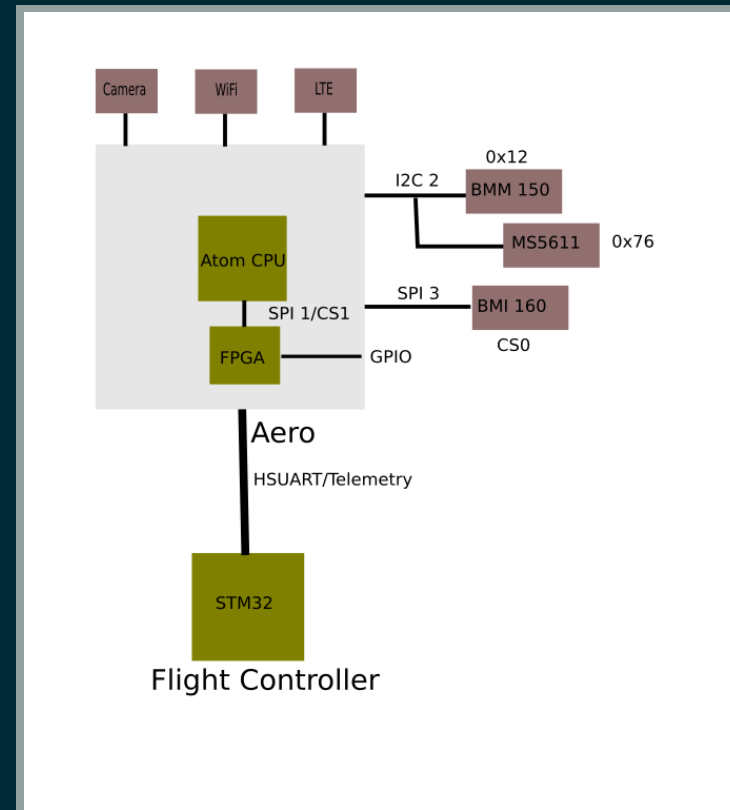 Camera
WiFi
LTE
0x12
I2C 2
BMM 150
MS5611
0x76
Atom CPU
SPI 3
BMI 160
SPI 1/CS1
CS0
FPGA
GPIO
Aero
HSUART/Telemetry
STM32
Flight Controller